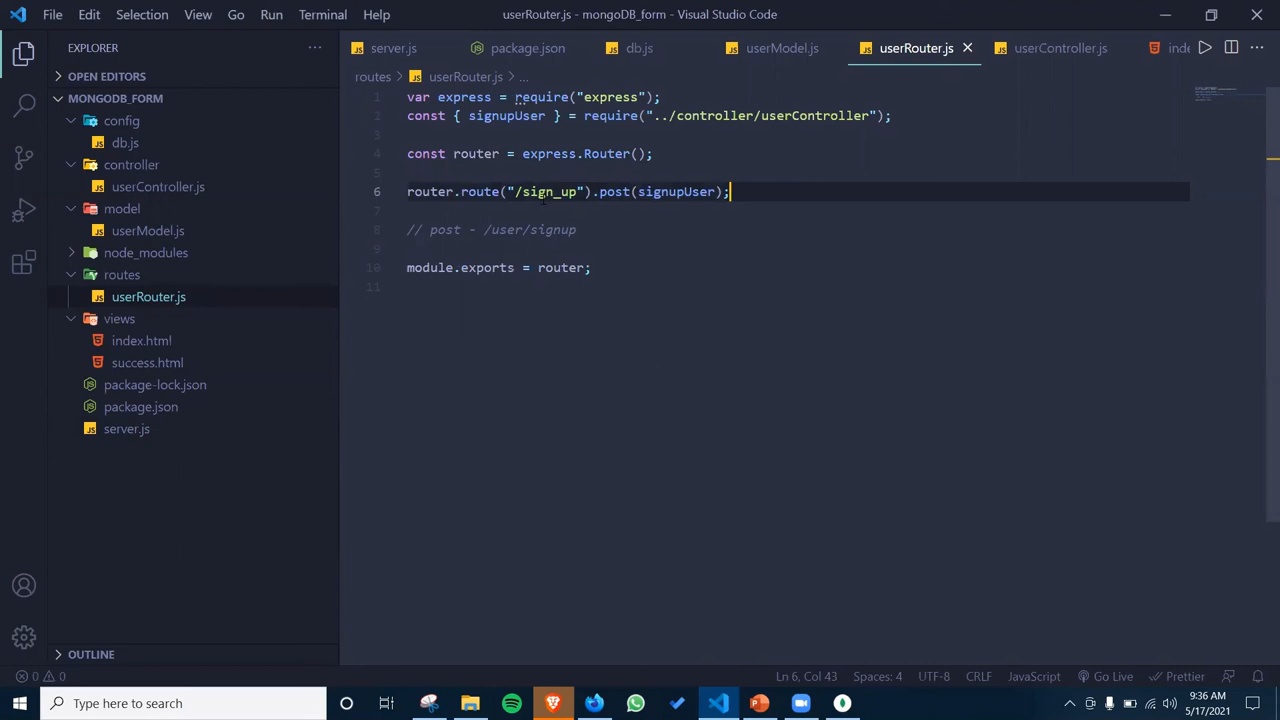 File Edit Selection View Go Run Terminal Help userRouter.js - mongoDB_form - Visual Studio Code
EXPLORER
OPEN EDITORS
MONGODB_FORM
config
db.js
controller
userController.js
model
userModel.js
node_modules
routes
userRouter.js
views
index.html
success.html
package-lock.json
package.json
server.js
OUTLINE
server.js package.json db.js userModel.js userRouter.js userController.js inde
routes > userRouter.js > ...
1 var express = require("express");
2 const { signupUser } = require("../controller/userController");
3
4 const router = express.Router();
5
6 router.route("/sign_up").post(signupUser);
7
8 // post - /user/signup
9
10 module.exports = router;
11
0 0 Ln 6, Col 43 Spaces: 4 UTF-8 CRLF JavaScript Go Live Prettier
Type here to search
9:36 AM
5/17/2021